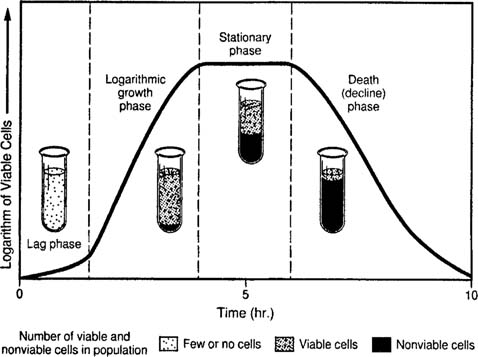 Logarithm of Viable Cells
Stationary
phase
Logarithmic
growth
phase
Death
(decline)
phase
Lag phase
0
5
10
Time (hr.)
Number of viable and
nonviable cells in population
Few or no cells
Viable cells
Nonviable cells